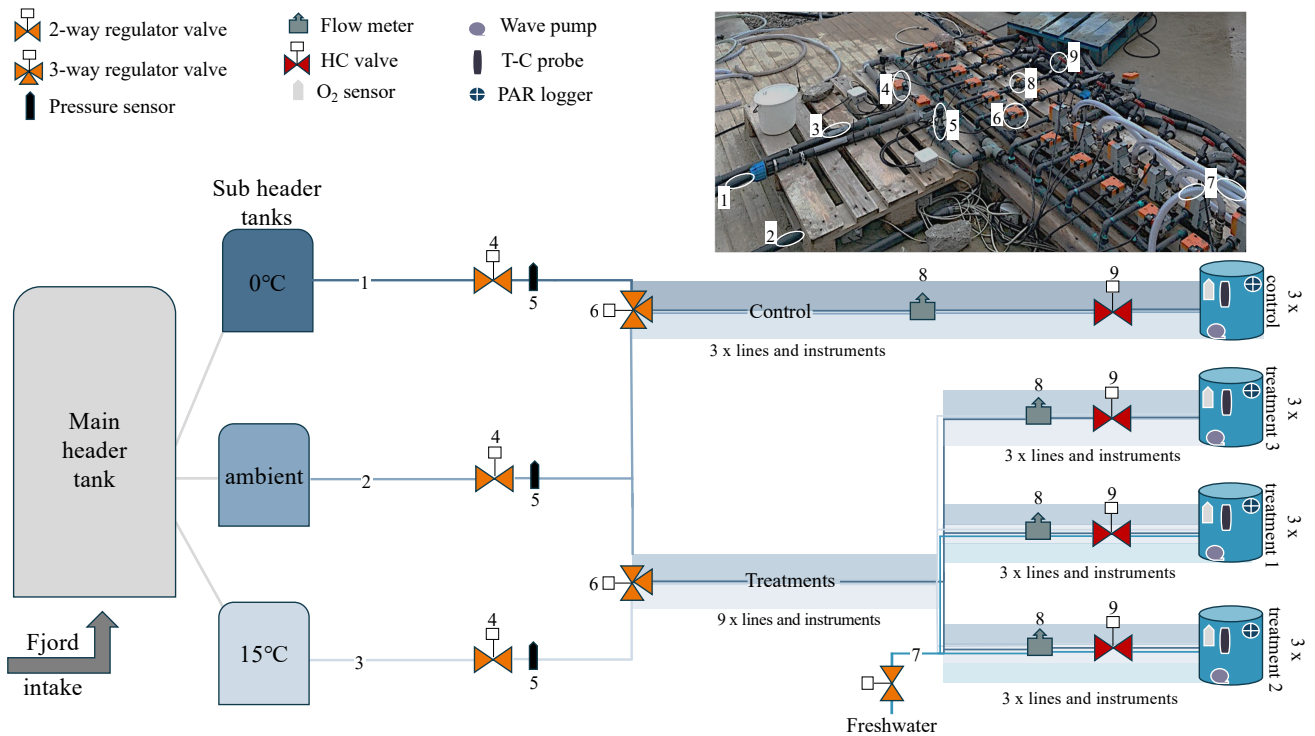 2-way regulator valve
3-way regulator valve
Pressure sensor
Flow meter
HC valve
O₂ sensor
Wave pump
T-C probe
PAR logger
1
2
3
4
5
6
7
8
9
Sub header
tanks
0℃
ambient
15℃
Main
header
tank
Fjord
intake
1
4
5
2
4
5
3
4
5
6
6
Control
3 x lines and instruments
8
9
3 x
control
Treatments
9 x lines and instruments
8
9
3 x lines and instruments
3 x
treatment 3
8
9
3 x lines and instruments
3 x
treatment 1
8
9
3 x lines and instruments
3 x
treatment 2
7
Freshwater